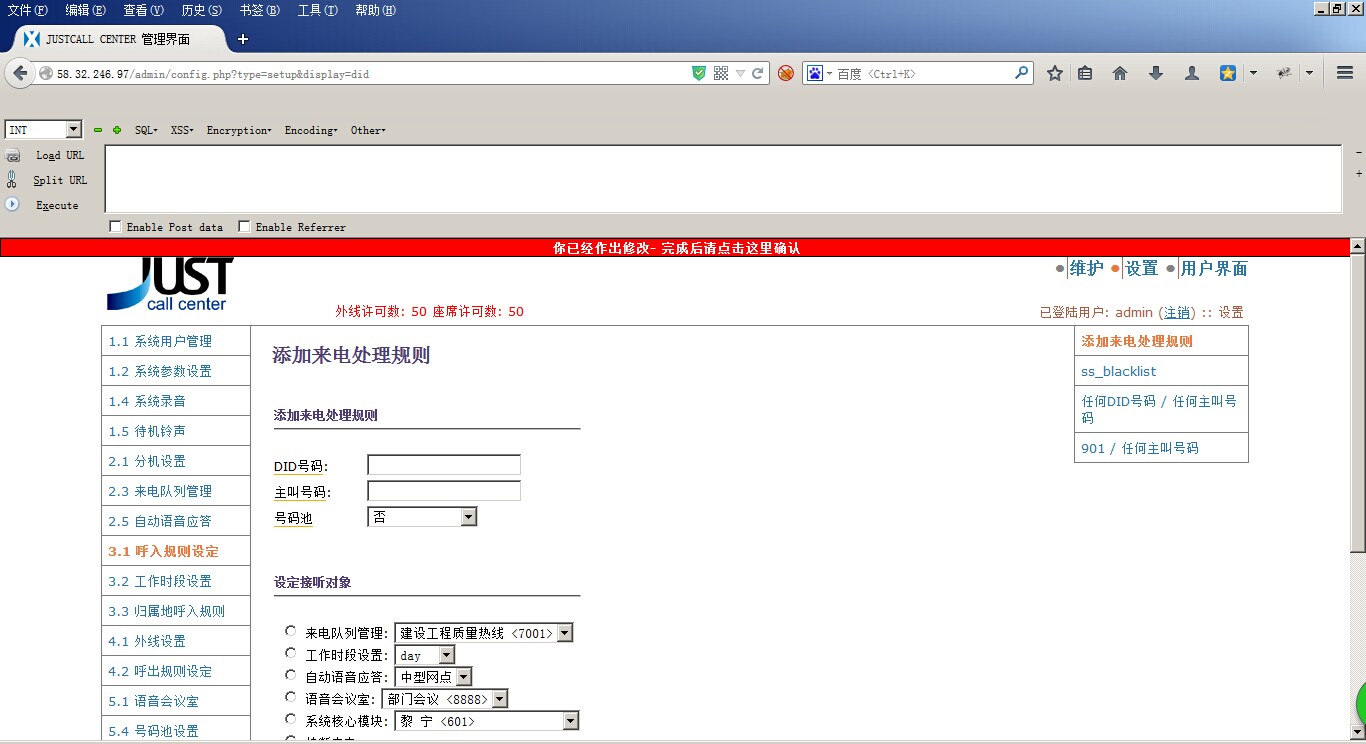 文件(F) 编辑(E) 查看(V) 历史(S) 书签(B) 工具(T) 帮助(H)
JUSTCALL CENTER 管理界面
58.32.246.97/admin/config.php?type=setup&display=did
百度 <Ctrl+K>
INT SQL XSS Encryption Encoding Other
Load URL
Split URL
Execute
Enable Post data Enable Referrer
你已经作出修改- 完成后请点击这里确认
JUST
call center
维护 设置 用户界面
外线许可数: 50 座席许可数: 50
已登陆用户: admin (注销) :: 设置
1.1 系统用户管理
1.2 系统参数设置
1.4 系统录音
1.5 待机铃声
2.1 分机设置
2.3 来电队列管理
2.5 自动语音应答
3.1 呼入规则设定
3.2 工作时段设置
3.3 归属地呼入规则
4.1 外线设置
4.2 呼出规则设定
5.1 语音会议室
5.4 号码池设置
添加来电处理规则
添加来电处理规则
DID号码:
主叫号码:
号码池 否
设定接听对象
来电队列管理: 建设工程质量热线 <7001>
工作时段设置: day
自动语音应答: 中型网点
语音会议室: 部门会议 <8888>
系统核心模块: 黎 宁 <601>
添加来电处理规则
ss_blacklist
任何DID号码 / 任何主叫号
码
901 / 任何主叫号码